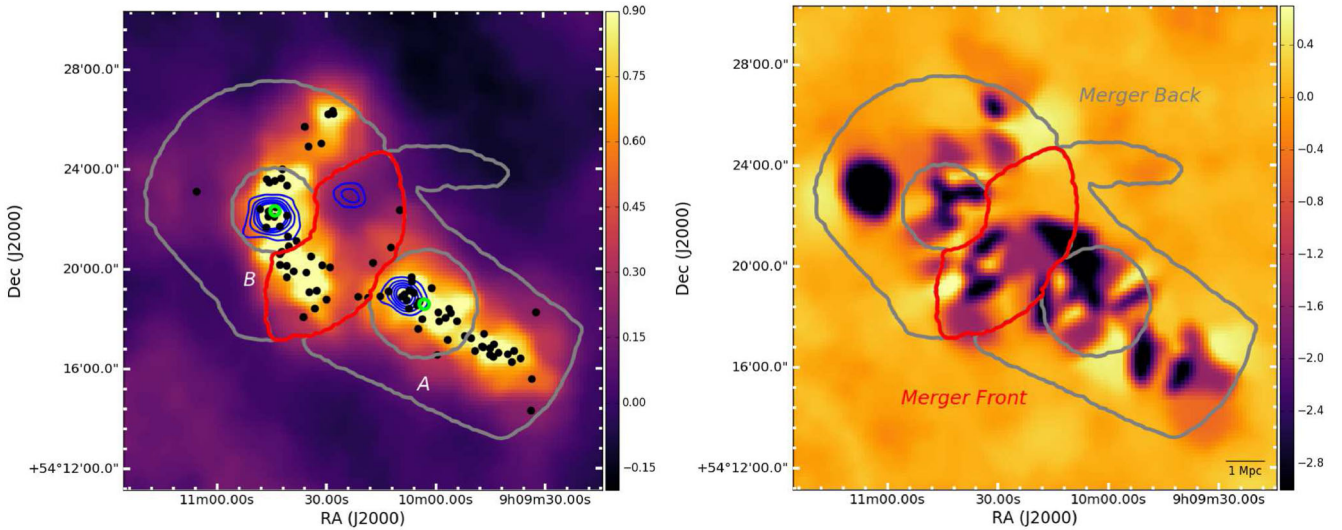 0.90
0.75
0.60
0.45
0.30
0.15
0.00
−0.15
28'00.0"
24'00.0"
20'00.0"
16'00.0"
+54°12'00.0"
Dec (J2000)
B
A
11m00.00s
30.00s
10m00.00s
9h09m30.00s
RA (J2000)
0.4
0.0
−0.4
−0.8
−1.2
−1.6
−2.0
−2.4
−2.8
28'00.0"
24'00.0"
20'00.0"
16'00.0"
+54°12'00.0"
Dec (J2000)
Merger Back
Merger Front
1 Mpc
11m00.00s
30.00s
10m00.00s
9h09m30.00s
RA (J2000)